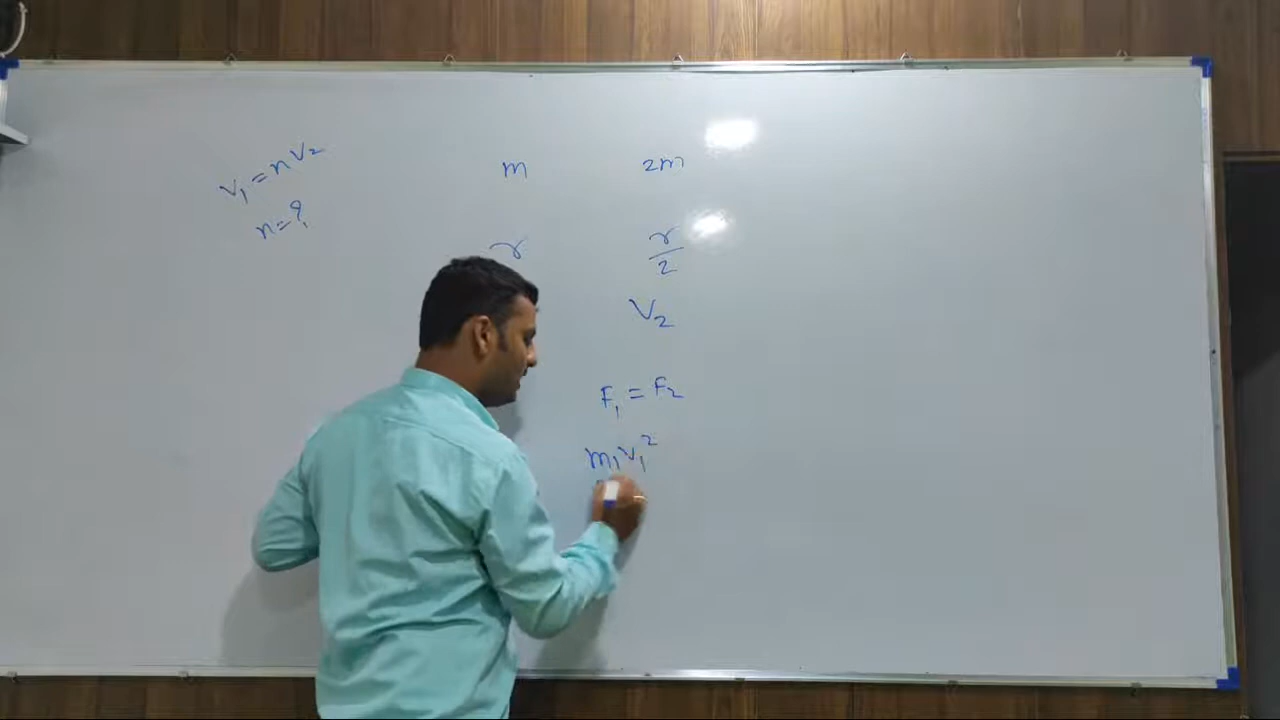 v₁ = n v₂
n = ?
m 2m
r r/2
V₂
F₁ = F₂
m₁v₁²